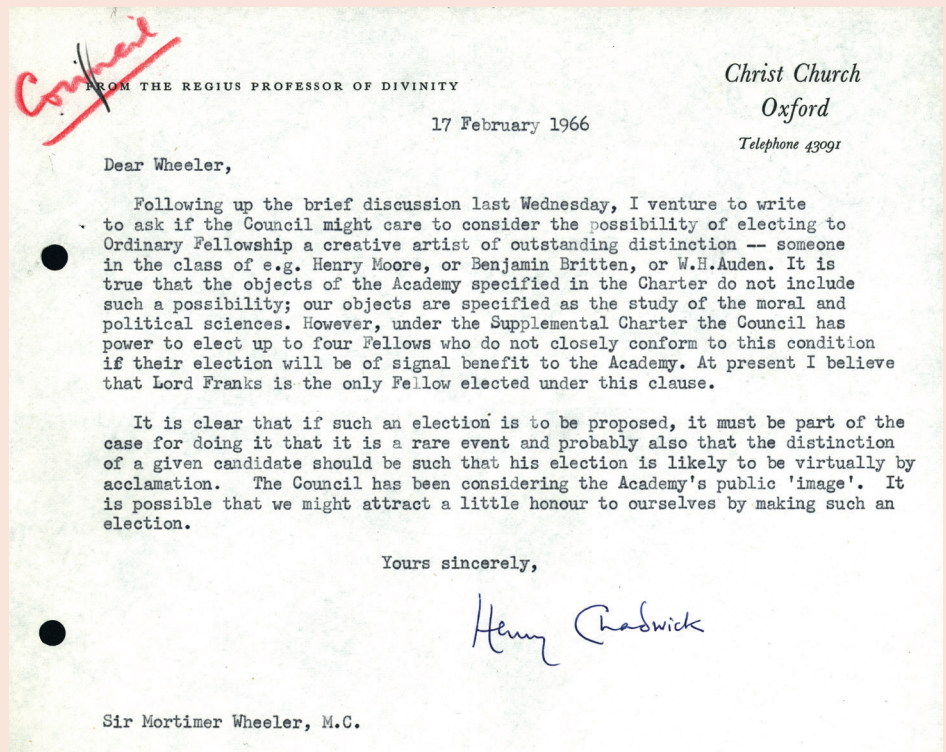 Council
FROM THE REGIUS PROFESSOR OF DIVINITY
Christ Church
Oxford
Telephone 43091
17 February 1966
Dear Wheeler,
Following up the brief discussion last Wednesday, I venture to write
to ask if the Council might care to consider the possibility of electing to
Ordinary Fellowship a creative artist of outstanding distinction -- someone
in the class of e.g. Henry Moore, or Benjamin Britten, or W.H.Auden. It is
true that the objects of the Academy specified in the Charter do not include
such a possibility; our objects are specified as the study of the moral and
political sciences. However, under the Supplemental Charter the Council has
power to elect up to four Fellows who do not closely conform to this condition
if their election will be of signal benefit to the Academy. At present I believe
that Lord Franks is the only Fellow elected under this clause.
It is clear that if such an election is to be proposed, it must be part of the
case for doing it that it is a rare event and probably also that the distinction
of a given candidate should be such that his election is likely to be virtually by
acclamation. The Council has been considering the Academy's public 'image'. It
is possible that we might attract a little honour to ourselves by making such an
election.
Yours sincerely,
Henry Chadwick
Sir Mortimer Wheeler, M.C.